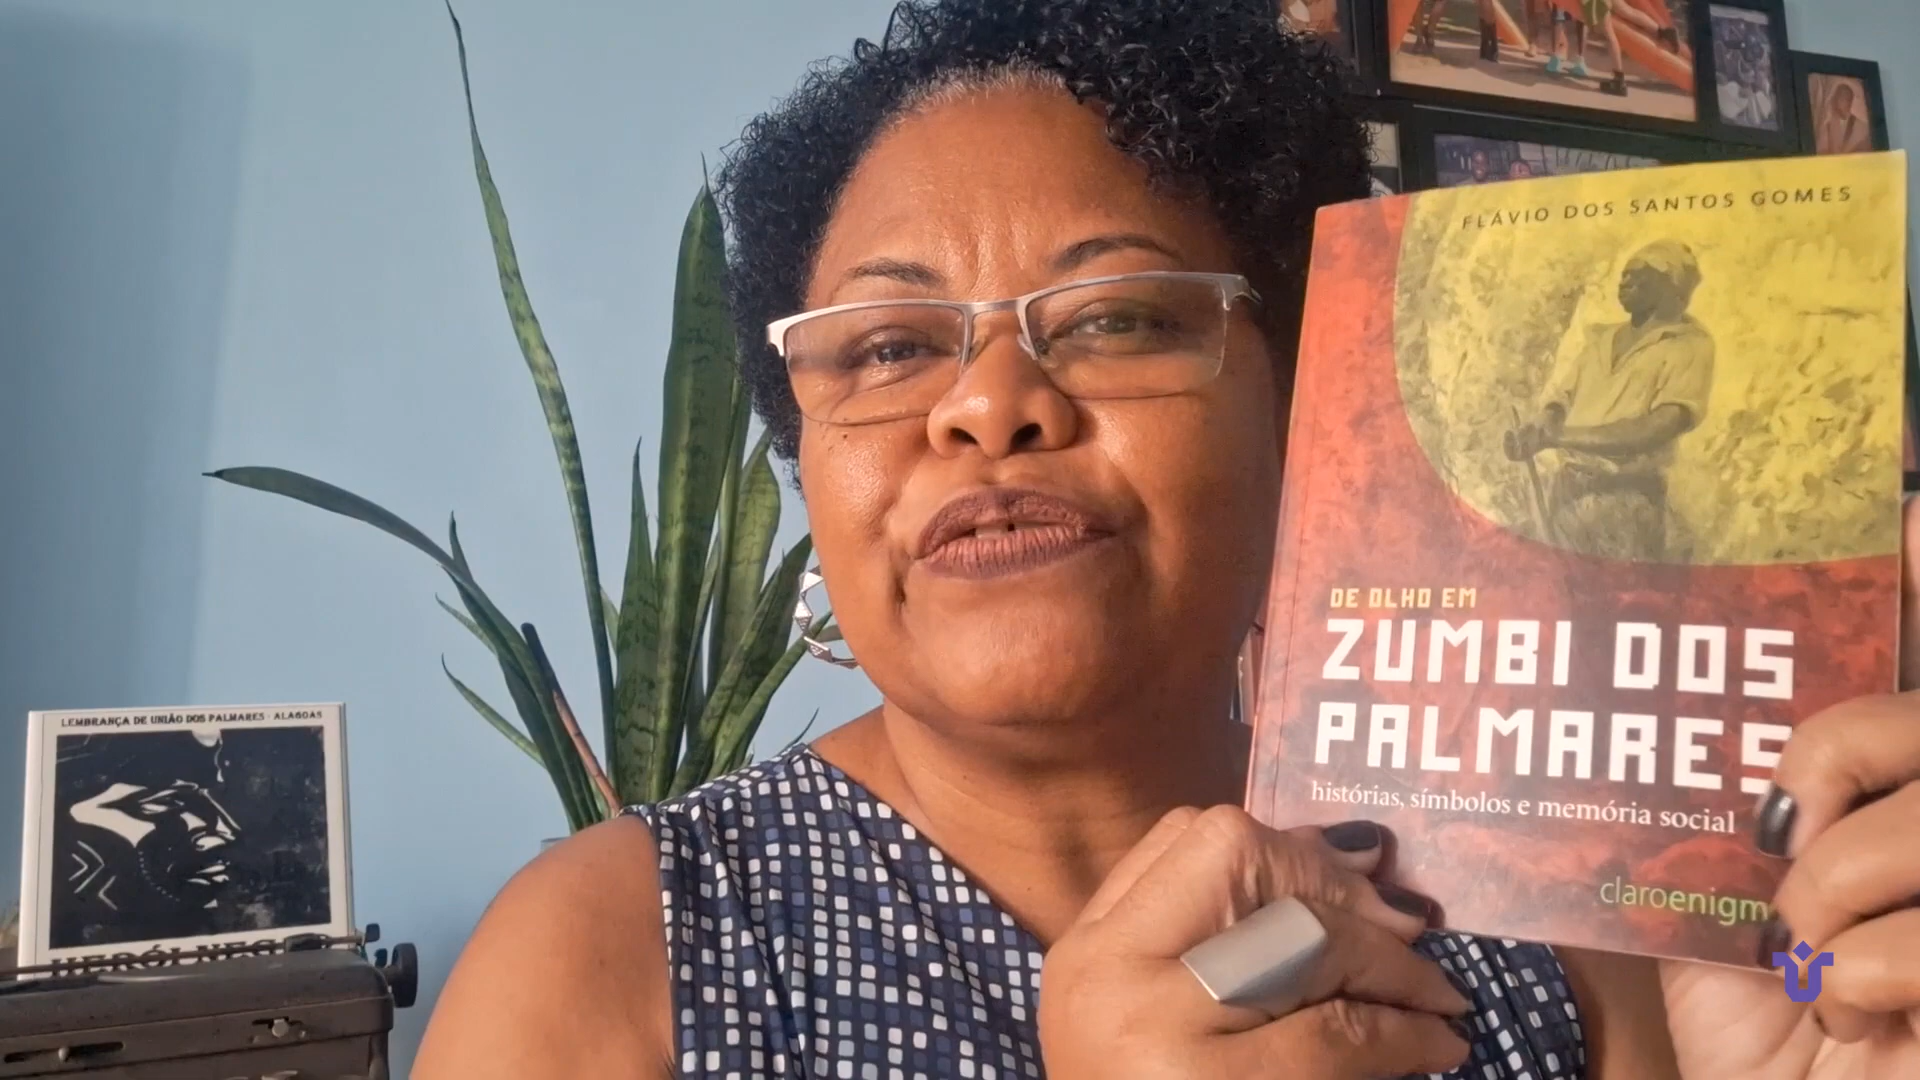 FLÁVIO DOS SANTOS GOMES
DE OLHO EM
ZUMBI DOS
PALMARES
histórias, símbolos e memória social
claroenigm
LEMBRANÇA DE UNIÃO DOS PALMARES - ALAGOAS